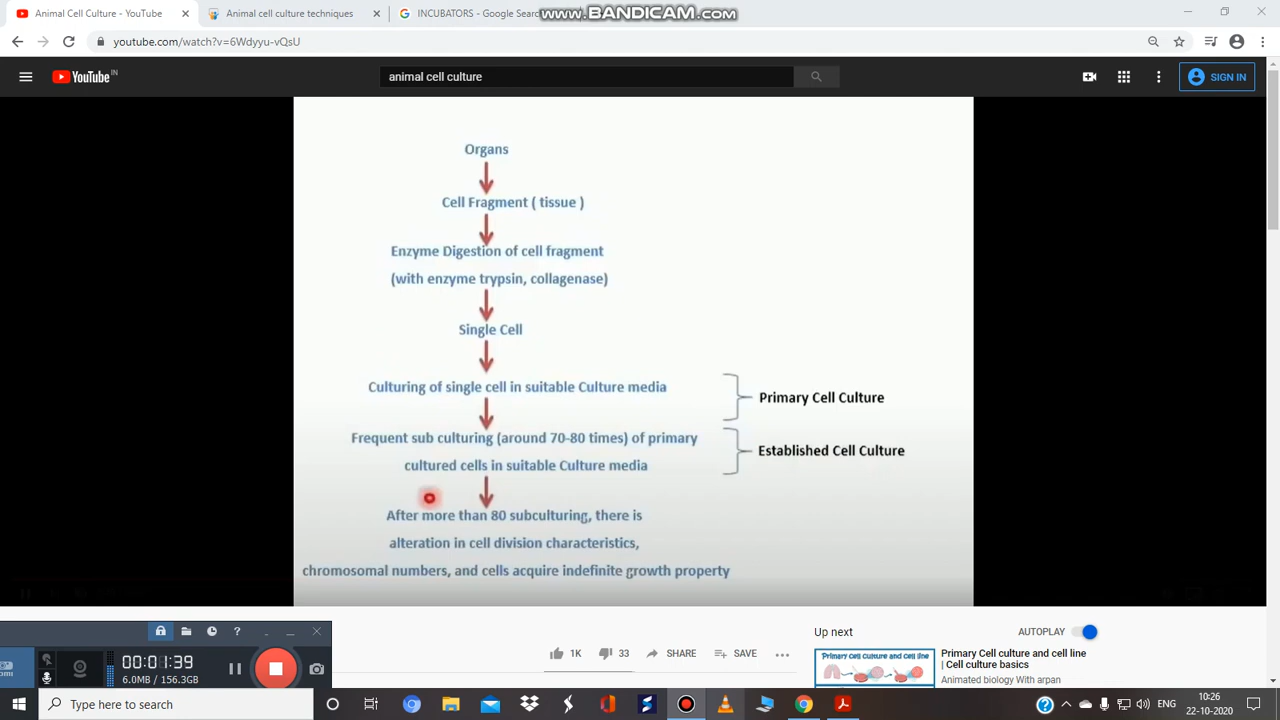 Animal Cell Culture - YouTube
Animal cell culture techniques
INCUBATORS - Google Searc
www.BANDICAM.com
youtube.com/watch?v=6Wdyyu-vQsU
YouTube IN
animal cell culture
SIGN IN
Organs
Cell Fragment ( tissue )
Enzyme Digestion of cell fragment
(with enzyme trypsin, collagenase)
Single Cell
Culturing of single cell in suitable Culture media
Primary Cell Culture
Frequent sub culturing (around 70-80 times) of primary
cultured cells in suitable Culture media
Established Cell Culture
After more than 80 subculturing, there is
alteration in cell division characteristics,
chromosomal numbers, and cells acquire indefinite growth property
Up next
AUTOPLAY
1K
33
SHARE
SAVE
Primary Culture and Cell line
Primary Cell culture and cell line
| Cell culture basics
Animated biology With arpan
6.0MB / 156.3GB
Type here to search
ENG
10:26
22-10-2020